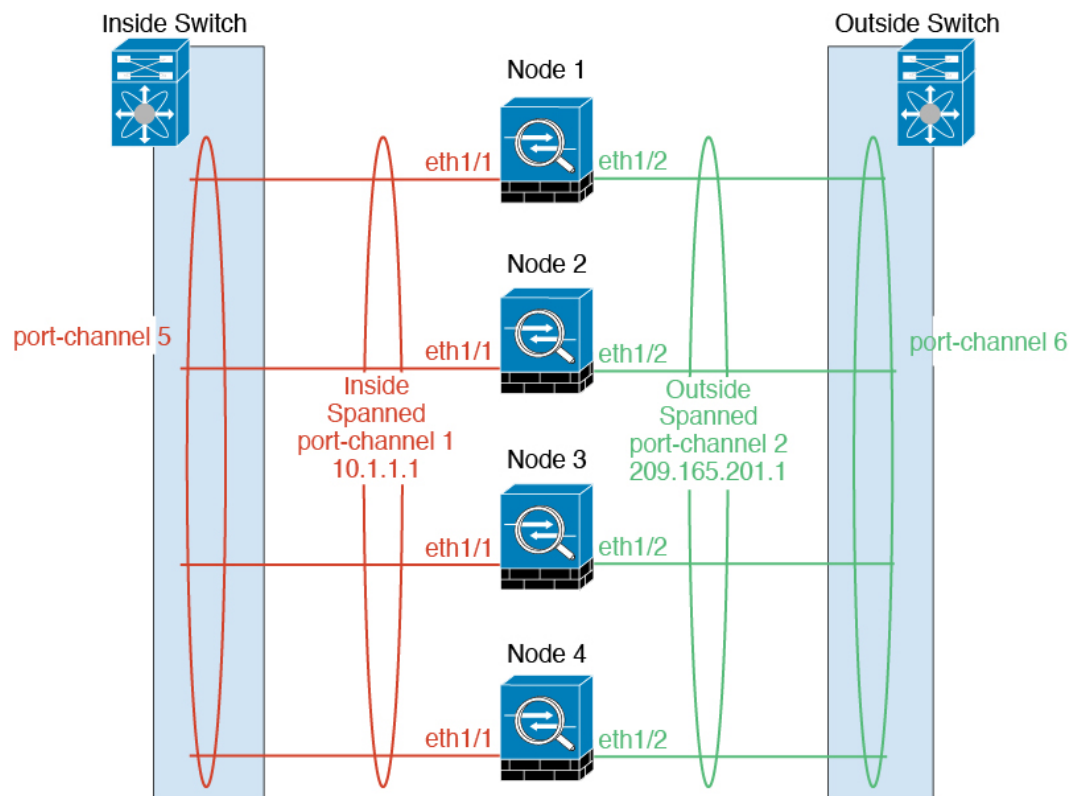 Inside Switch
Outside Switch
Node 1
eth1/1
eth1/2
Node 2
port-channel 5
port-channel 6
eth1/1
eth1/2
Inside
Spanned
port-channel 1
10.1.1.1
Outside
Spanned
port-channel 2
209.165.201.1
Node 3
eth1/1
eth1/2
Node 4
eth1/1
eth1/2